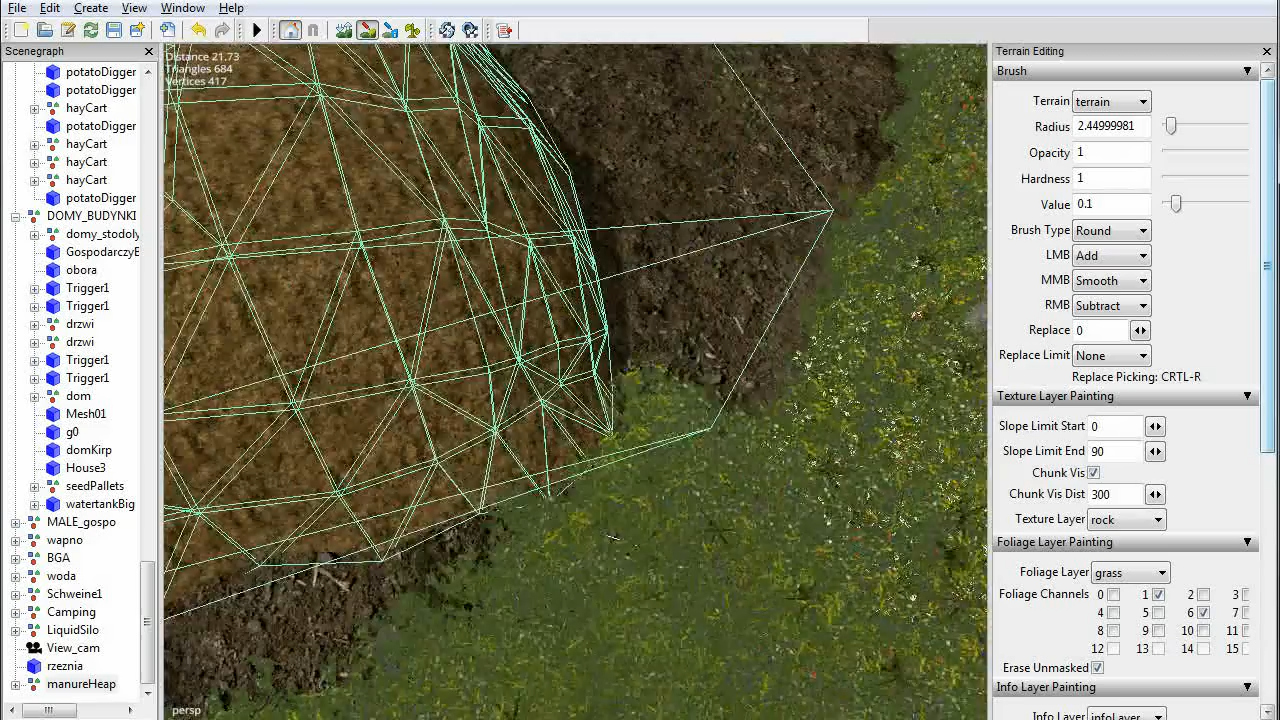 File Edit Create View Window Help
Scenegraph
potatoDigger
potatoDigger
hayCart
potatoDigger
hayCart
hayCart
hayCart
potatoDigger
DOMY_BUDYNKI
domy_stodoly
obora
Trigger1
Trigger1
drzwi
drzwi
Trigger1
Trigger1
dom
Mesh01
g0
domKirp
House3
seedPallets
watertankBig
MALE_gospo
wapno
BGA
woda
Schweine1
Camping
LiquidSilo
View_cam
rzeznia
manureHeap
Distance 21.73
Triangles 684
Vertices 417
persp
Terrain Editing
Brush
Terrain terrain
Radius 2.44999981
Opacity 1
Hardness 1
Value 0.1
Brush Type Round
LMB Add
MMB Smooth
RMB Subtract
Replace 0
Replace Limit None
Replace Picking: CRTL-R
Texture Layer Painting
Slope Limit Start 0
Slope Limit End 90
Chunk Vis
Chunk Vis Dist 300
Texture Layer rock
Foliage Layer Painting
Foliage Layer grass
Foliage Channels 0 1 2 3
4 5 6 7
8 9 10 11
12 13 14 15
Erase Unmasked
Info Layer Painting
Info Layer infoLayer